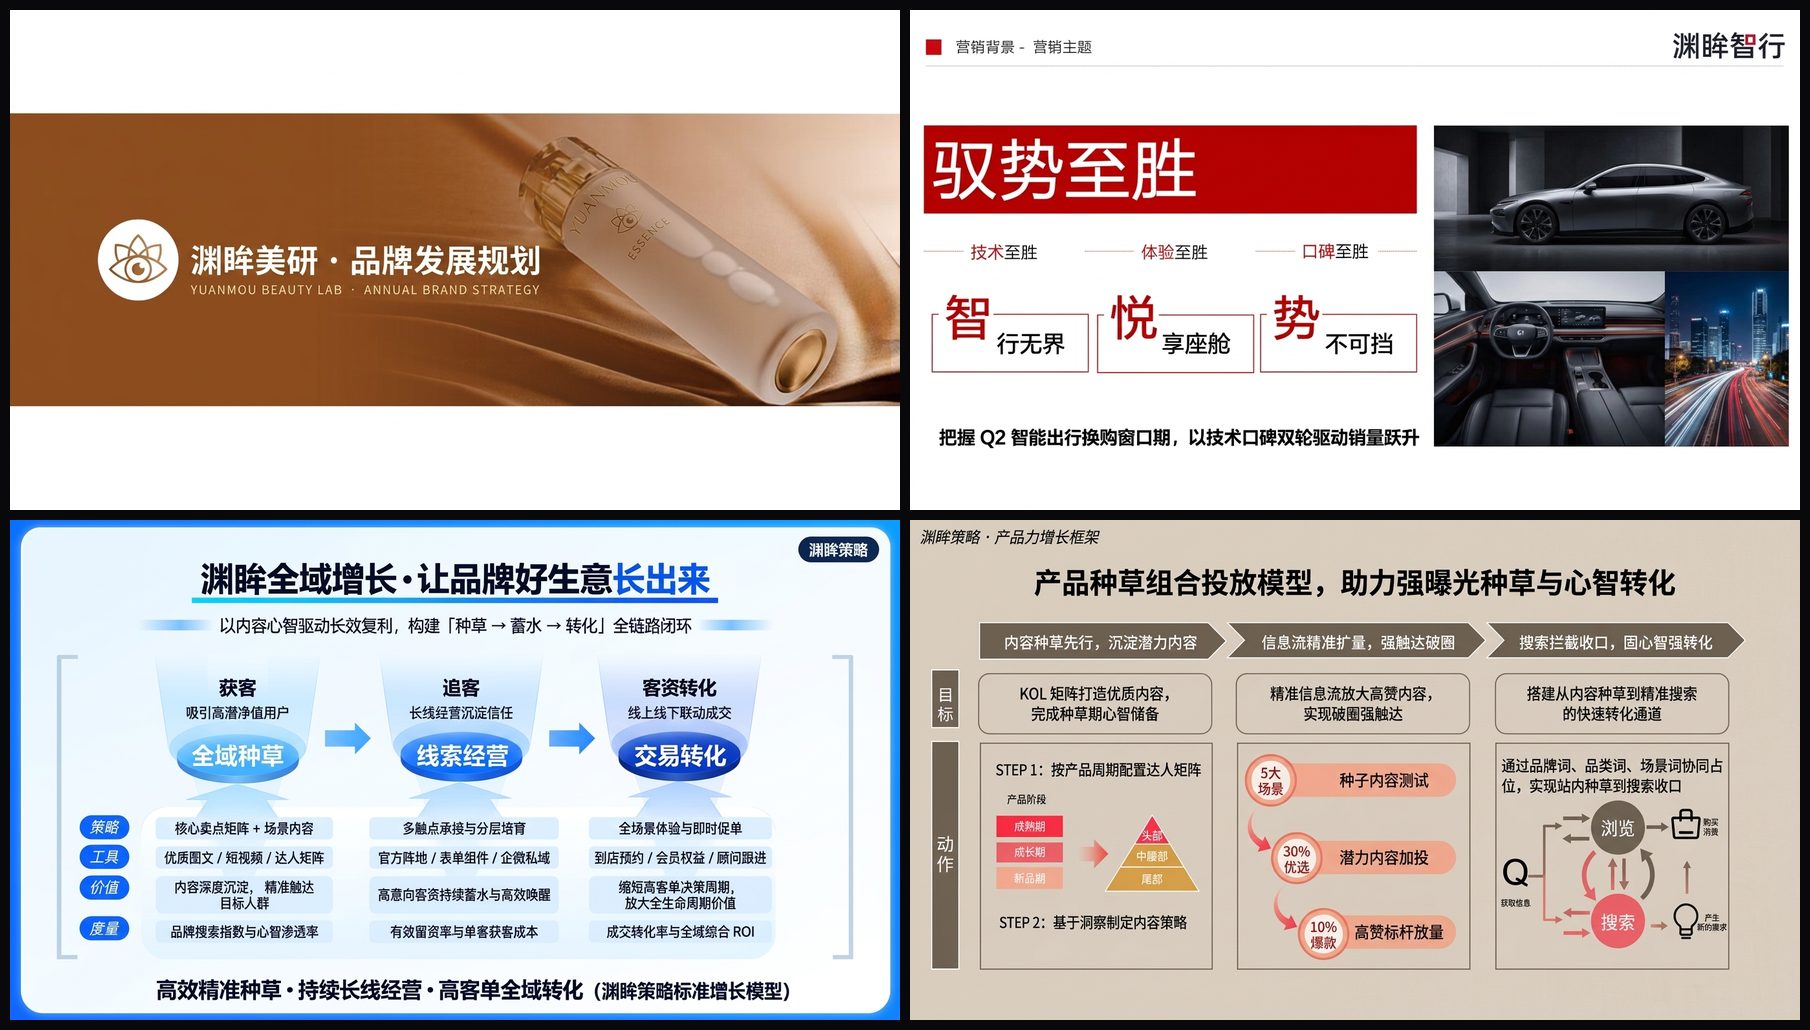 渊眸美研·品牌发展规划
YUANMOU BEAUTY LAB · ANNUAL BRAND STRATEGY
YUANMOU
ESSENCE
营销背景 - 营销主题
渊眸智行
驭势至胜
技术至胜
体验至胜
口碑至胜
智行无界
悦享座舱
势不可挡
把握 Q2 智能出行换购窗口期，以技术口碑双轮驱动销量跃升
渊眸策略
渊眸全域增长·让品牌好生意长出来
以内容心智驱动长效复利，构建「种草 → 蓄水 → 转化」全链路闭环
获客
吸引高潜净值用户
全域种草
追客
长线经营沉淀信任
线索经营
客资转化
线上线下联动成交
交易转化
策略
核心卖点矩阵 + 场景内容
多触点承接与分层培育
全场景体验与即时促单
工具
优质图文 / 短视频 / 达人矩阵
官方阵地 / 表单组件 / 企微私域
到店预约 / 会员权益 / 顾问跟进
价值
内容深度沉淀，精准触达
目标人群
高意向客资持续蓄水与高效唤醒
缩短高客单决策周期，
放大全生命周期价值
度量
品牌搜索指数与心智渗透率
有效留资率与单客获客成本
成交转化率与全域综合 ROI
高效精准种草·持续长线经营·高客单全域转化（渊眸策略标准增长模型）
渊眸策略 · 产品力增长框架
产品种草组合投放模型，助力强曝光种草与心智转化
内容种草先行，沉淀潜力内容
信息流精准扩量，强触达破圈
搜索拦截收口，固心智强转化
目标
KOL 矩阵打造优质内容，
完成种草期心智储备
精准信息流放大高赞内容，
实现破圈强触达
搭建从内容种草到精准搜索
的快速转化通道
动作
STEP 1：按产品周期配置达人矩阵
产品阶段
成熟期
成长期
新品期
头部
中腰部
尾部
STEP 2：基于洞察制定内容策略
5大
场景
种子内容测试
30%
优选
潜力内容加投
10%
爆款
高赞标杆放量
通过品牌词、品类词、场景词协同占
位，实现站内种草到搜索收口
浏览
购买
消费
Q
获取信息
搜索
产生
新的需求